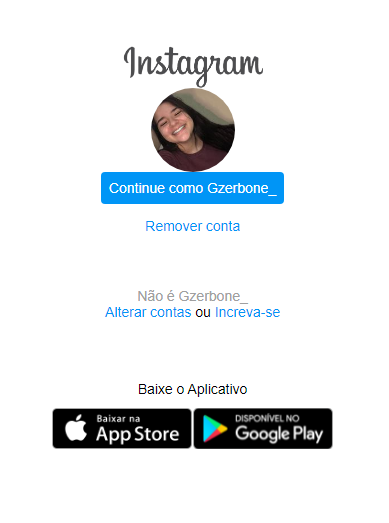 Instagram
Continue como Gzerbone_
Remover conta
Não é Gzerbone_
Alterar contas ou Increva-se
Baixe o Aplicativo
Baixar na
App Store
DISPONÍVEL NO
Google Play